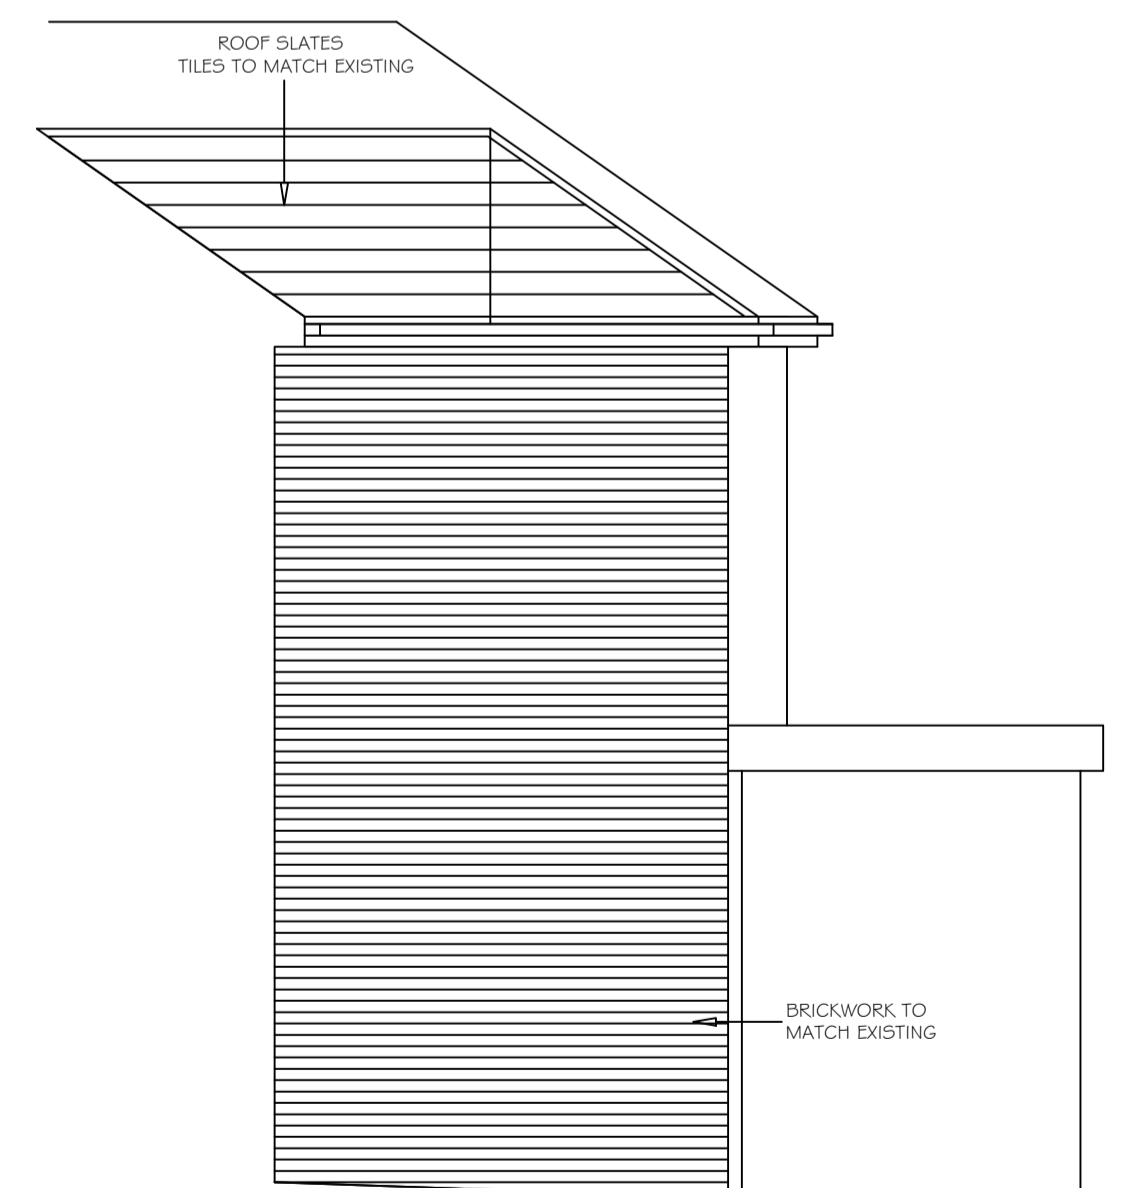 ROOF SLATES
TILES TO MATCH EXISTING
BRICKWORK TO
MATCH EXISTING